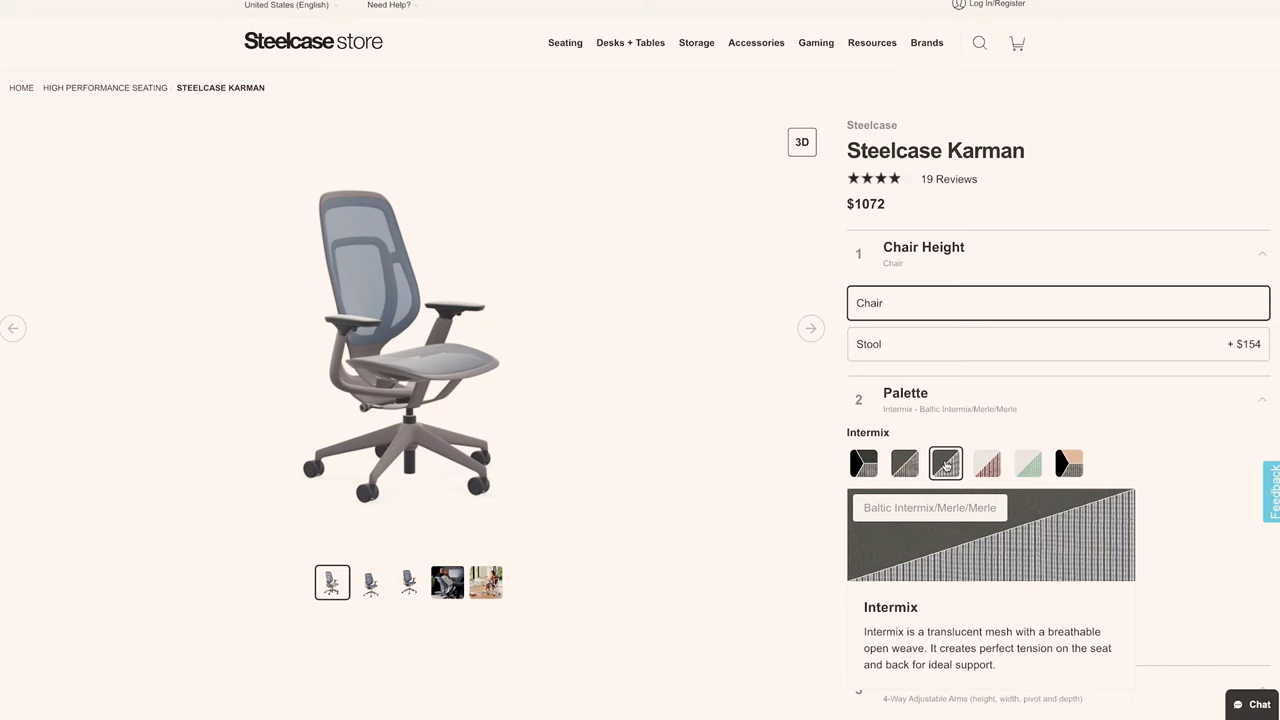 United States (English)
Need Help?
Log In/Register
Steelcase store
Seating
Desks + Tables
Storage
Accessories
Gaming
Resources
Brands
HOME
HIGH PERFORMANCE SEATING
STEELCASE KARMAN
3D
Steelcase
Steelcase Karman
19 Reviews
$1072
1
Chair Height
Chair
Chair
Stool
+ $154
2
Palette
Intermix - Baltic Intermix/Merle/Merle
Intermix
Baltic Intermix/Merle/Merle
Intermix
Intermix is a translucent mesh with a breathable
open weave. It creates perfect tension on the seat
and back for ideal support.
4-Way Adjustable Arms (height, width, pivot and depth)
Feedback
Chat